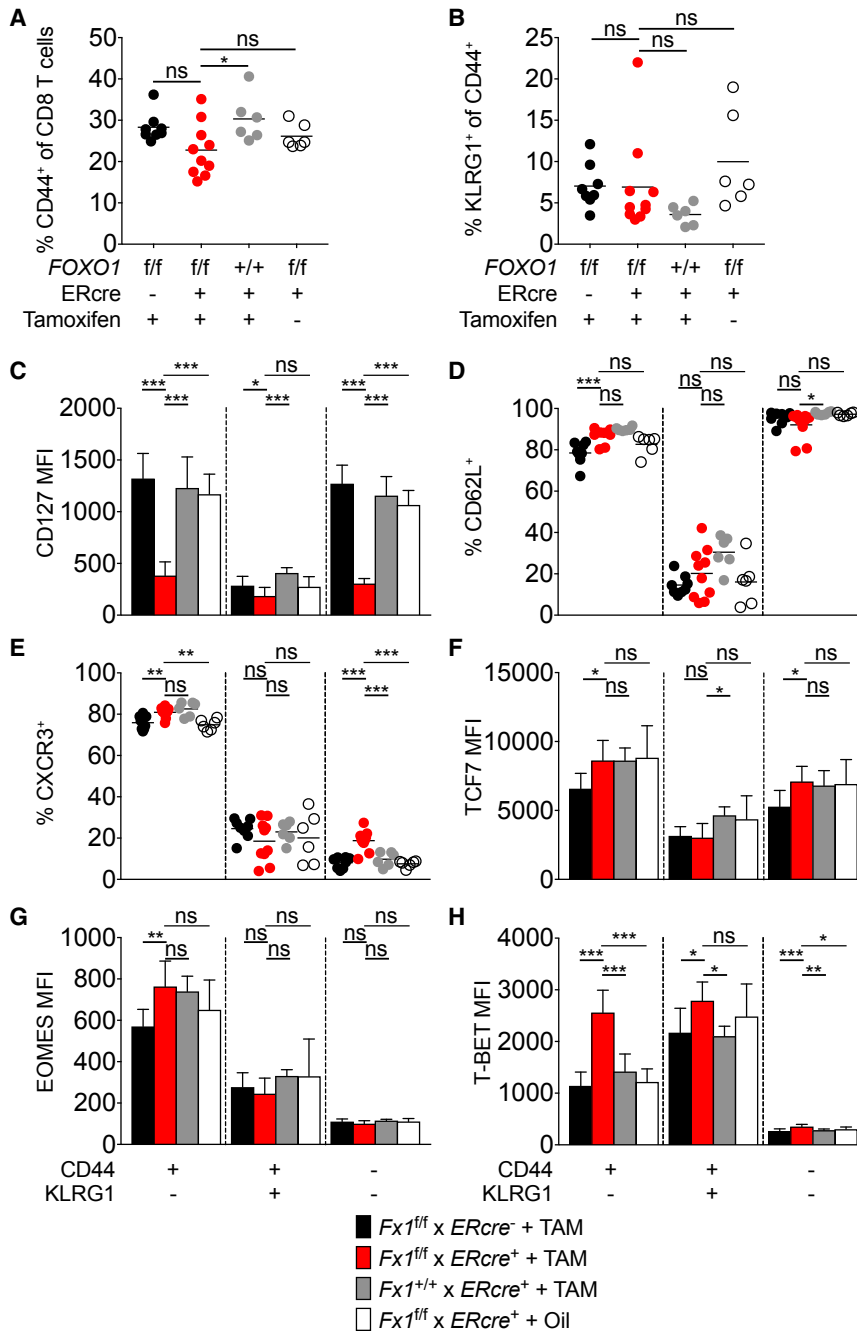 A
% CD44+ of CD8 T cells
50
40
30
20
10
0
ns
ns
*
FOXO1 f/f f/f +/+ f/f
ERcre - + + +
Tamoxifen + + + -
B
% KLRG1+ of CD44+
25
20
15
10
5
0
ns
ns
ns
FOXO1 f/f f/f +/+ f/f
ERcre - + + +
Tamoxifen + + + -
C
CD127 MFI
2000
1500
1000
500
0
*** ns ***
*** * ***
*** *** ***
D
% CD62L+
100
80
60
40
20
0
ns ns ns
*** ns ns
ns ns *
E
% CXCR3+
100
80
60
40
20
0
** ns ***
** ns ***
ns ns ***
F
TCF7 MFI
15000
10000
5000
0
ns ns ns
* ns *
ns * ns
G
EOMES MFI
1000
800
600
400
200
0
ns ns ns
** ns ns
ns ns ns
CD44 + + -
KLRG1 - + -
H
T-BET MFI
4000
3000
2000
1000
0
*** ns *
*** * ***
*** * **
CD44 + + -
KLRG1 - + -
Fx1f/f x ERcre- + TAM
Fx1f/f x ERcre+ + TAM
Fx1+/+ x ERcre+ + TAM
Fx1f/f x ERcre+ + Oil